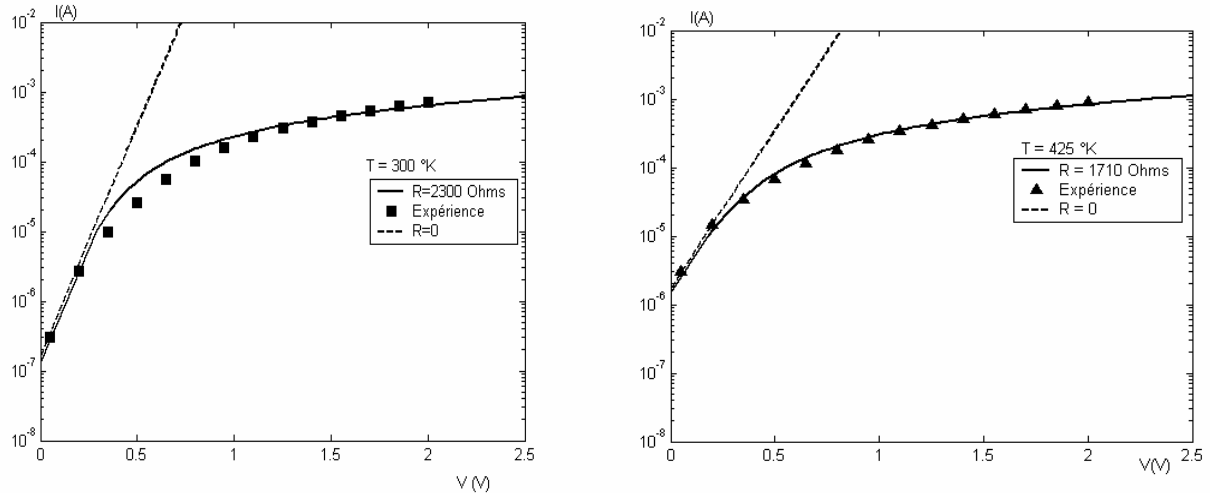 I(A)
10-2
10-3
10-4
10-5
10-6
10-7
10-8
0
0.5
1
1.5
2
2.5
V (V)
T = 300 °K
R=2300 Ohms
Expérience
R=0
I(A)
10-2
10-3
10-4
10-5
10-6
10-7
10-8
0
0.5
1
1.5
2
2.5
V(V)
T = 425 °K
R = 1710 Ohms
Expérience
R = 0